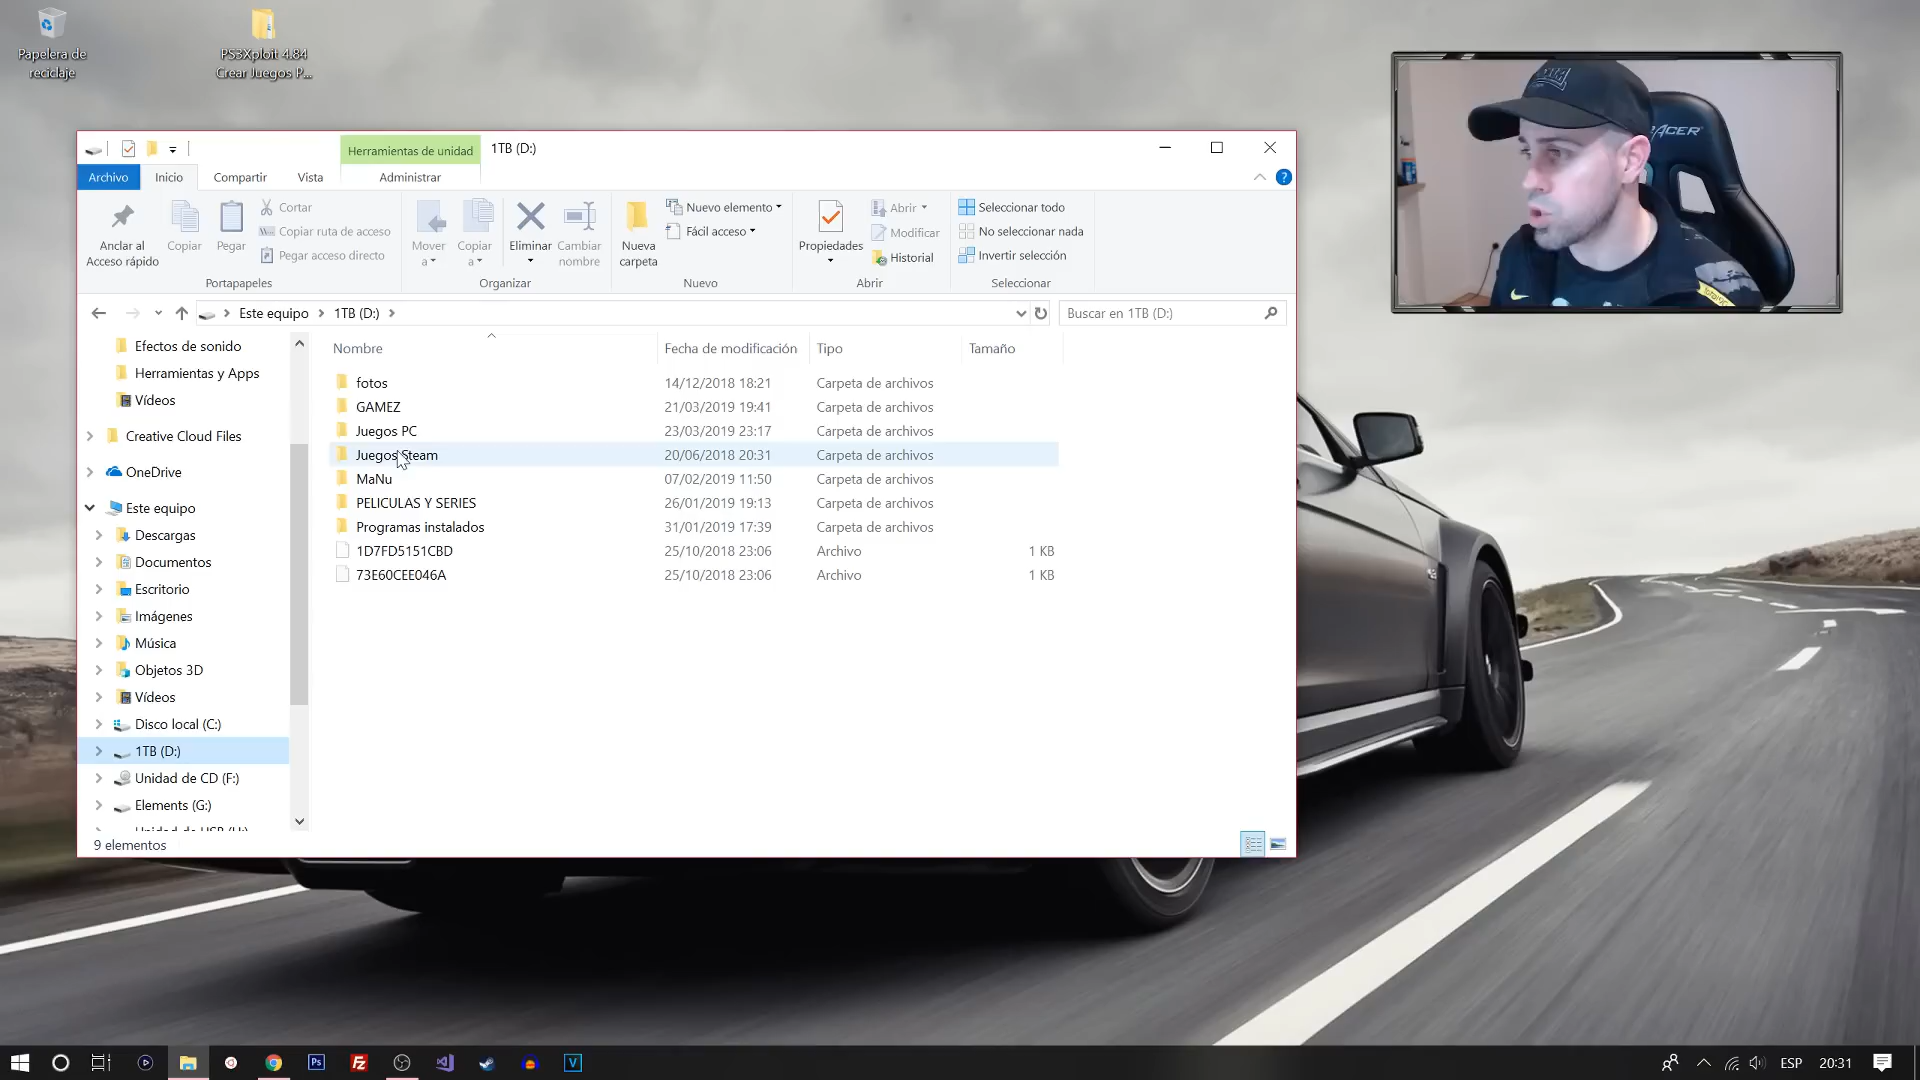 Papelera de
reciclaje
PS3Xploit 4.84
Crear Juegos P...
Herramientas de unidad
1TB (D:)
Archivo
Inicio
Compartir
Vista
Administrar
Anclar al
Acceso rápido
Copiar
Pegar
Cortar
Copiar ruta de acceso
Pegar acceso directo
Portapapeles
Mover
a
Copiar
a
Eliminar
Cambiar
nombre
Organizar
Nueva
carpeta
Nuevo elemento
Fácil acceso
Nuevo
Propiedades
Abrir
Modificar
Historial
Abrir
Seleccionar todo
No seleccionar nada
Invertir selección
Seleccionar
Este equipo
1TB (D:)
Buscar en 1TB (D:)
Efectos de sonido
Herramientas y Apps
Vídeos
Creative Cloud Files
OneDrive
Este equipo
Descargas
Documentos
Escritorio
Imágenes
Música
Objetos 3D
Vídeos
Disco local (C:)
1TB (D:)
Unidad de CD (F:)
Elements (G:)
Unidad de USB (H:)
Nombre Fecha de modificación Tipo Tamaño
fotos 14/12/2018 18:21 Carpeta de archivos
GAMEZ 21/03/2019 19:41 Carpeta de archivos
Juegos PC 23/03/2019 23:17 Carpeta de archivos
Juegos Steam 20/06/2018 20:31 Carpeta de archivos
MaNu 07/02/2019 11:50 Carpeta de archivos
PELICULAS Y SERIES 26/01/2019 19:13 Carpeta de archivos
Programas instalados 31/01/2019 17:39 Carpeta de archivos
1D7FD5151CBD 25/10/2018 23:06 Archivo 1 KB
73E60CEE046A 25/10/2018 23:06 Archivo 1 KB
9 elementos
ESP
20:31